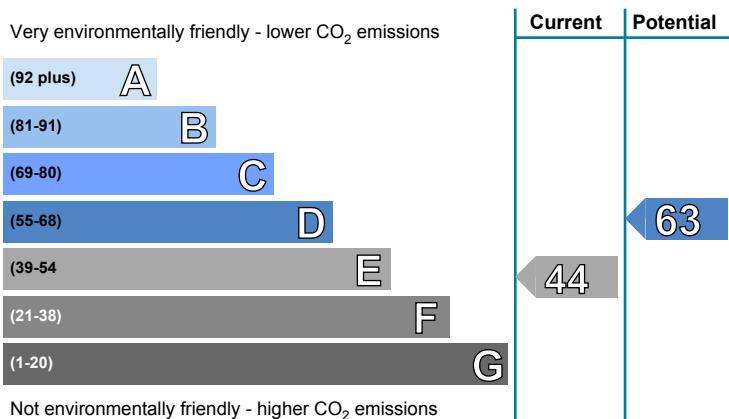 Very environmentally friendly - lower CO₂ emissions
Current
Potential
(92 plus) A
(81-91) B
(69-80) C
(55-68) D
63
(39-54 E
44
(21-38) F
(1-20) G
Not environmentally friendly - higher CO₂ emissions